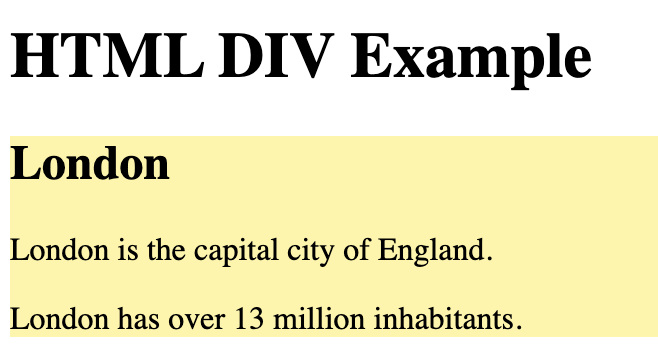 HTML DIV Example
London
London is the capital city of England.
London has over 13 million inhabitants.